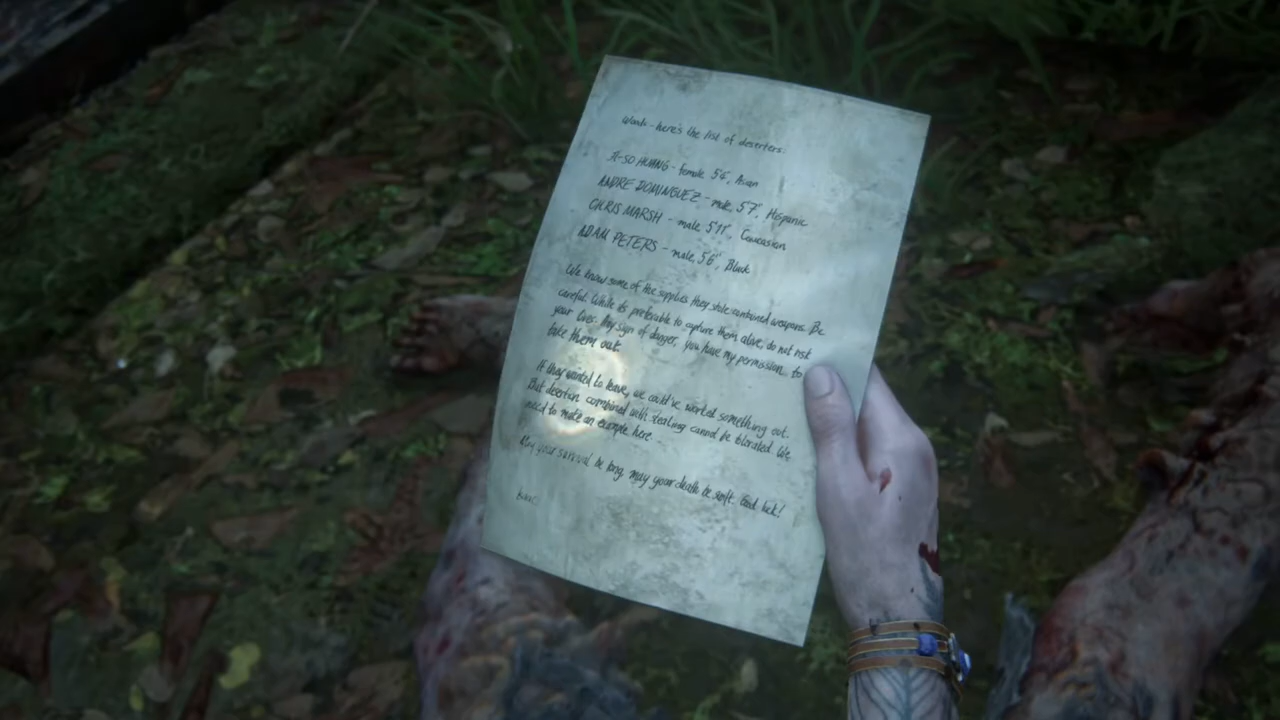 Wards - here's the list of deserters:
JI-SO HUANG - female, 5'6", Asian
ANDRE DOMINGUEZ - male, 5'7", Hispanic
CHRIS MARSH - male, 5'11", Caucasian
ADAM PETERS - male, 5'6", Black
We know some of the supplies they stole contained weapons. Be
careful. While its preferable to capture them alive, do not risk
your lives. Any sign of danger, you have my permission... to
take them out.
If they wanted to leave, we could've worked something out.
But desertion combined with stealing cannot be tolerated. We
need to make an example here.
May your survival be long, may your death be swift. Good luck!
Isaac